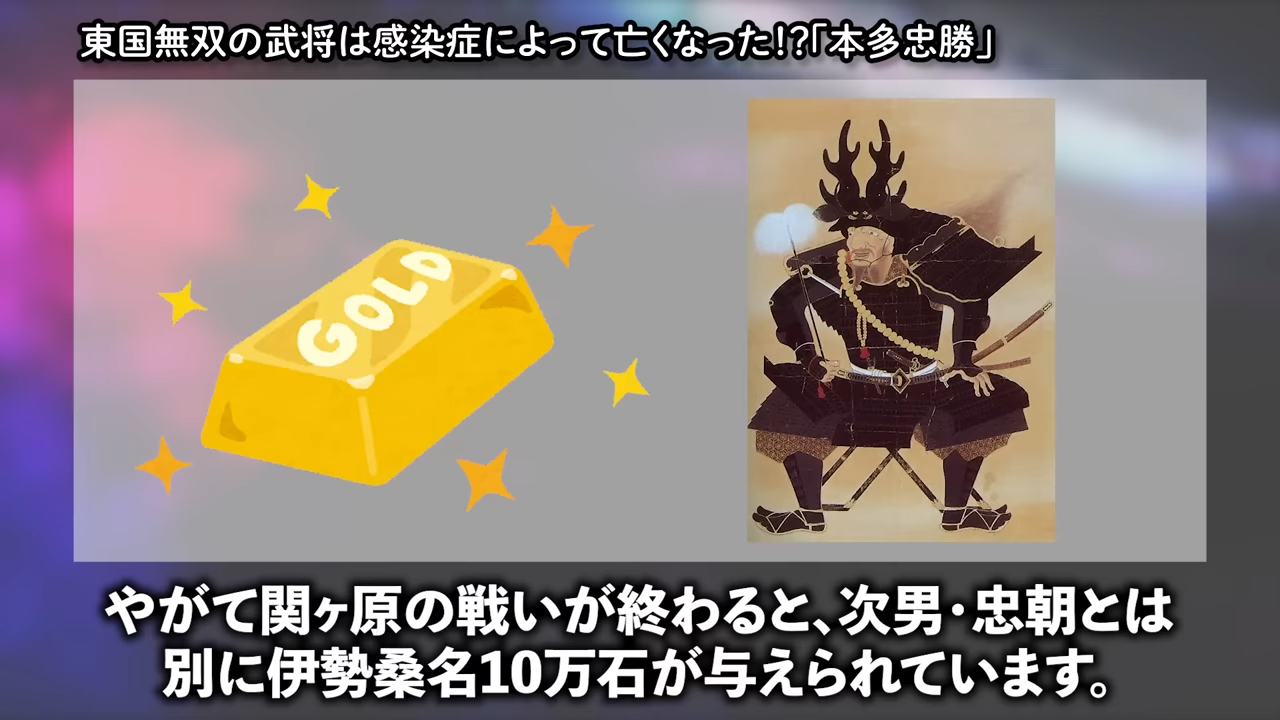 東国無双の武将は感染症によって亡くなった!?「本多忠勝」
GOLD
やがて関ヶ原の戦いが終わると、次男・忠朝とは
別に伊勢桑名10万石が与えられています。